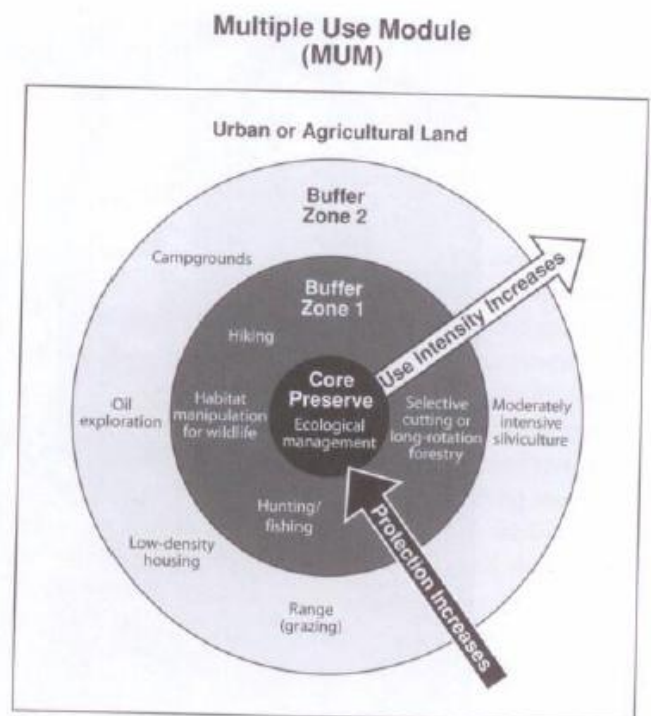 Multiple Use Module
(MUM)
Urban or Agricultural Land
Buffer
Zone 2
Campgrounds
Buffer
Zone 1
Hiking
Use Intensity Increases
Core
Preserve
Ecological
management
Oil
exploration
Habitat
manipulation
for wildlife
Selective
cutting or
long-rotation
forestry
Moderately
intensive
silviculture
Hunting/
fishing
Protection Increases
Low-density
housing
Range
(grazing)